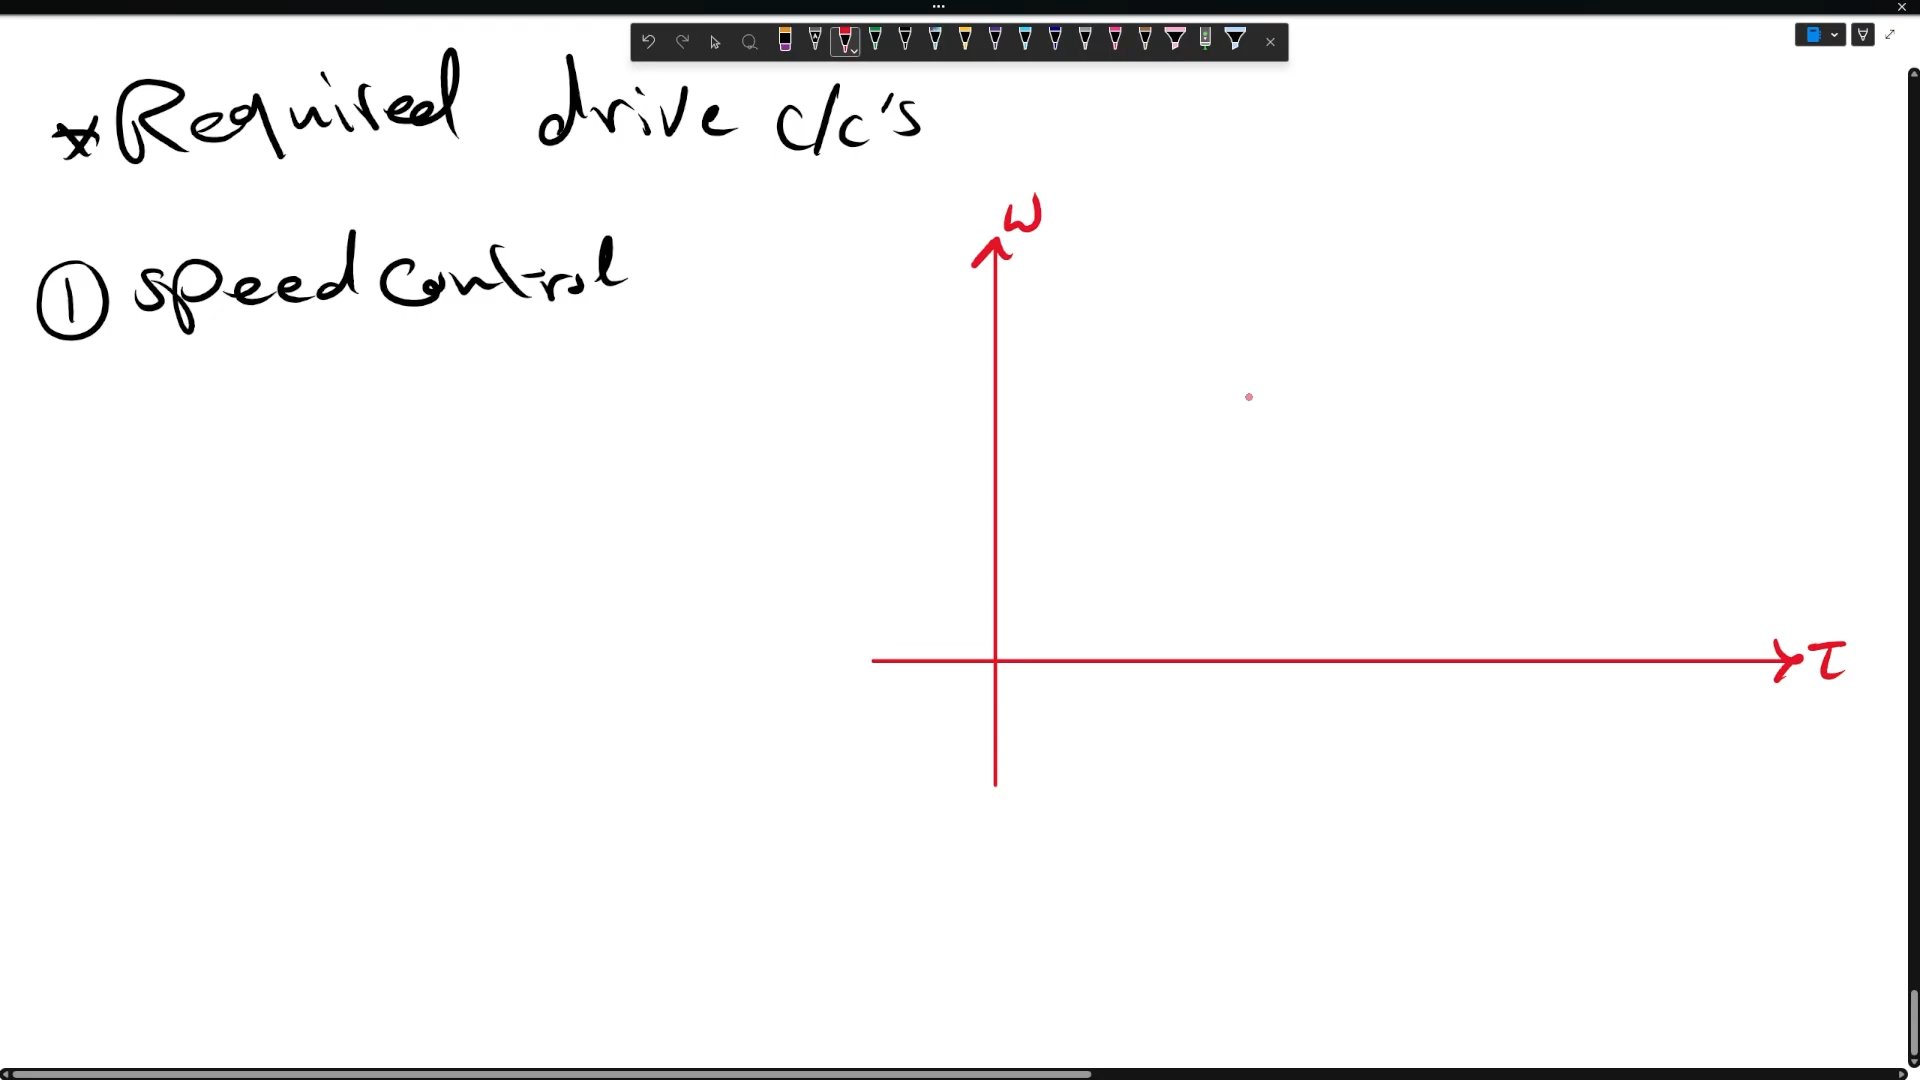 *Required drive c/c's
① speed control
ω
τ